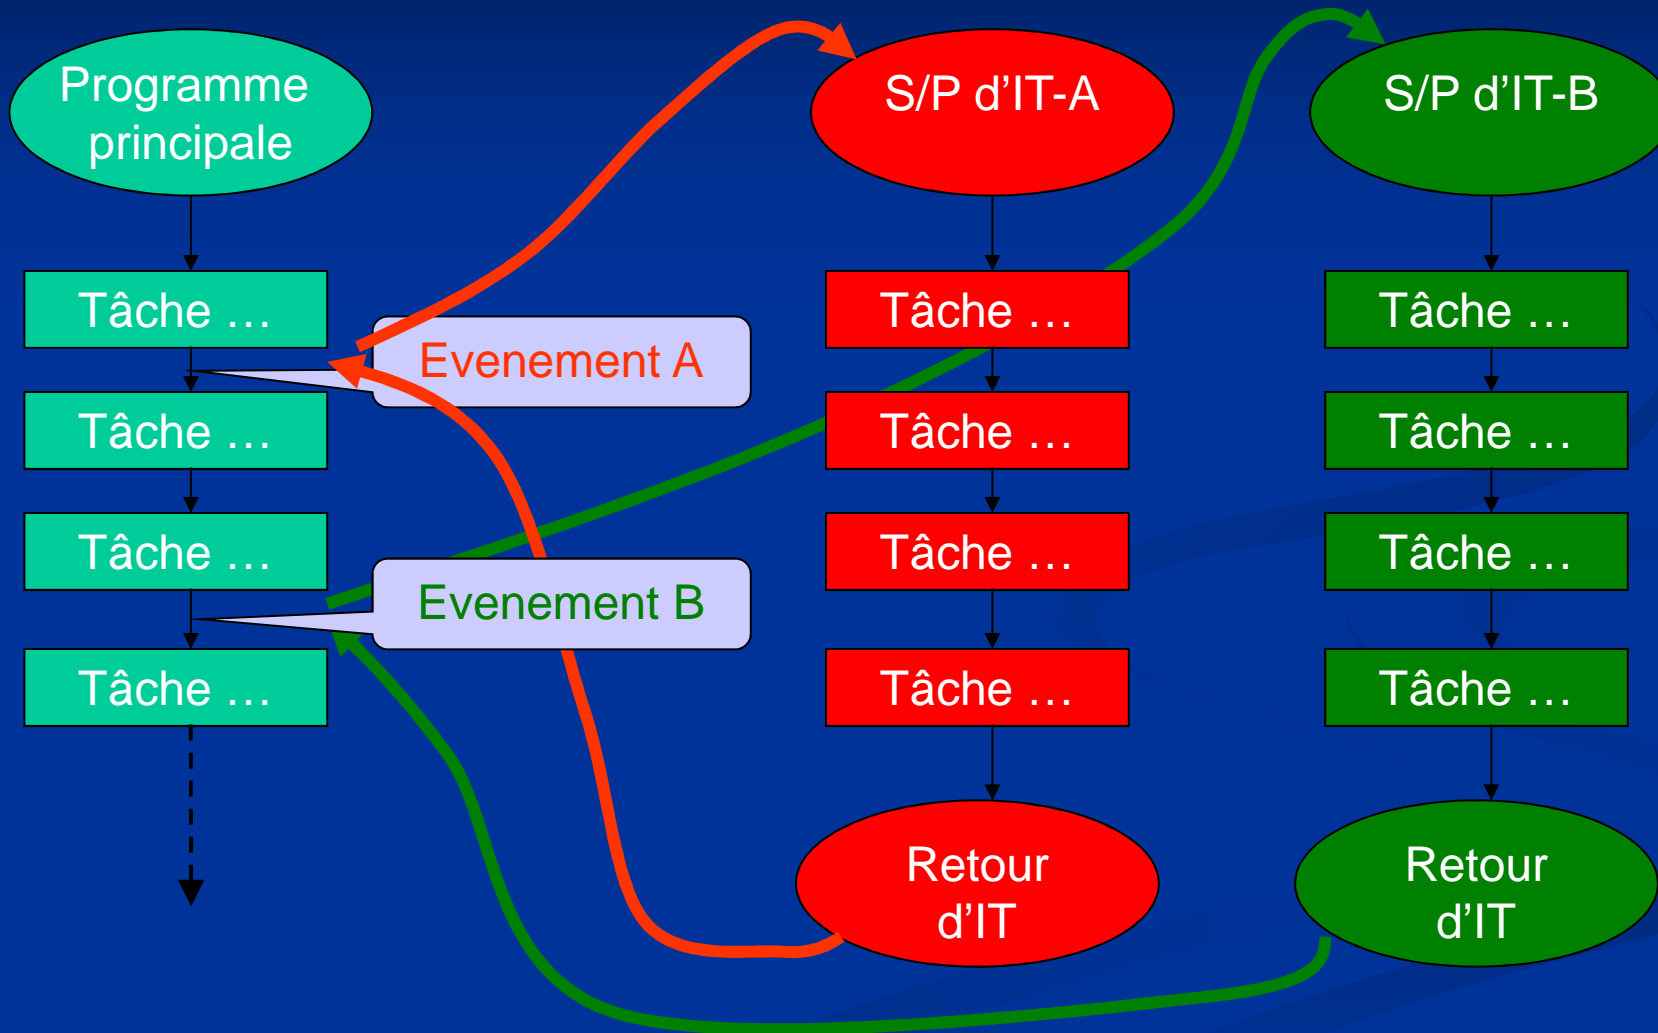 Programme
principale
Tâche …
Tâche …
Tâche …
Tâche …
Evenement A
Evenement B
S/P d’IT-A
Tâche …
Tâche …
Tâche …
Tâche …
Retour
d’IT
S/P d’IT-B
Tâche …
Tâche …
Tâche …
Tâche …
Retour
d’IT